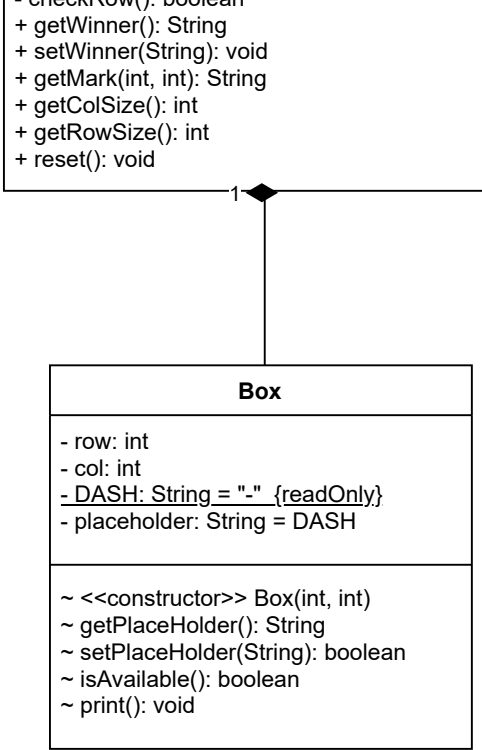 - checkRow(): boolean
+ getWinner(): String
+ setWinner(String): void
+ getMark(int, int): String
+ getColSize(): int
+ getRowSize(): int
+ reset(): void
1
Box
- row: int
- col: int
- DASH: String = "-" {readOnly}
- placeholder: String = DASH
~ <<constructor>> Box(int, int)
~ getPlaceHolder(): String
~ setPlaceHolder(String): boolean
~ isAvailable(): boolean
~ print(): void